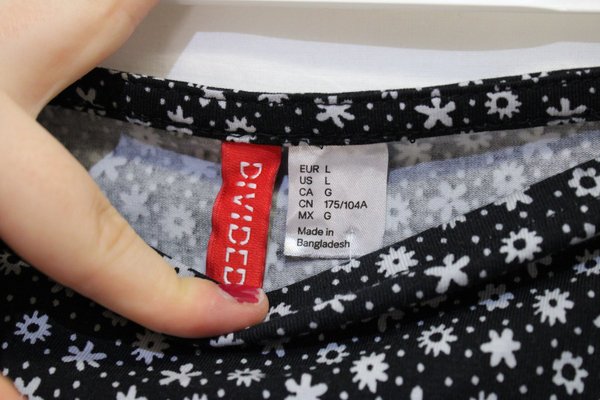 DIVIDED
EUR L
US L
CA G
CN 175/104A
MX G
Made in
Bangladesh